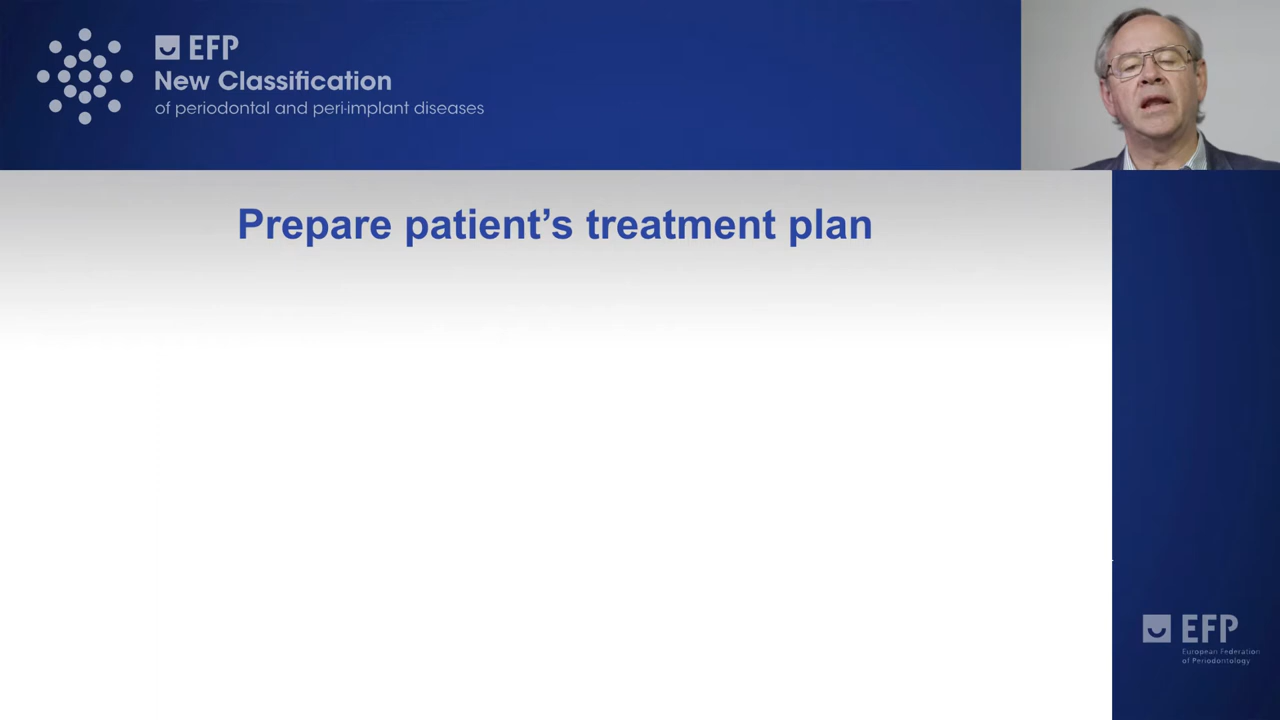 EFP
New Classification
of periodontal and peri-implant diseases
Prepare patient’s treatment plan
EFP
European Federation
of Periodontology